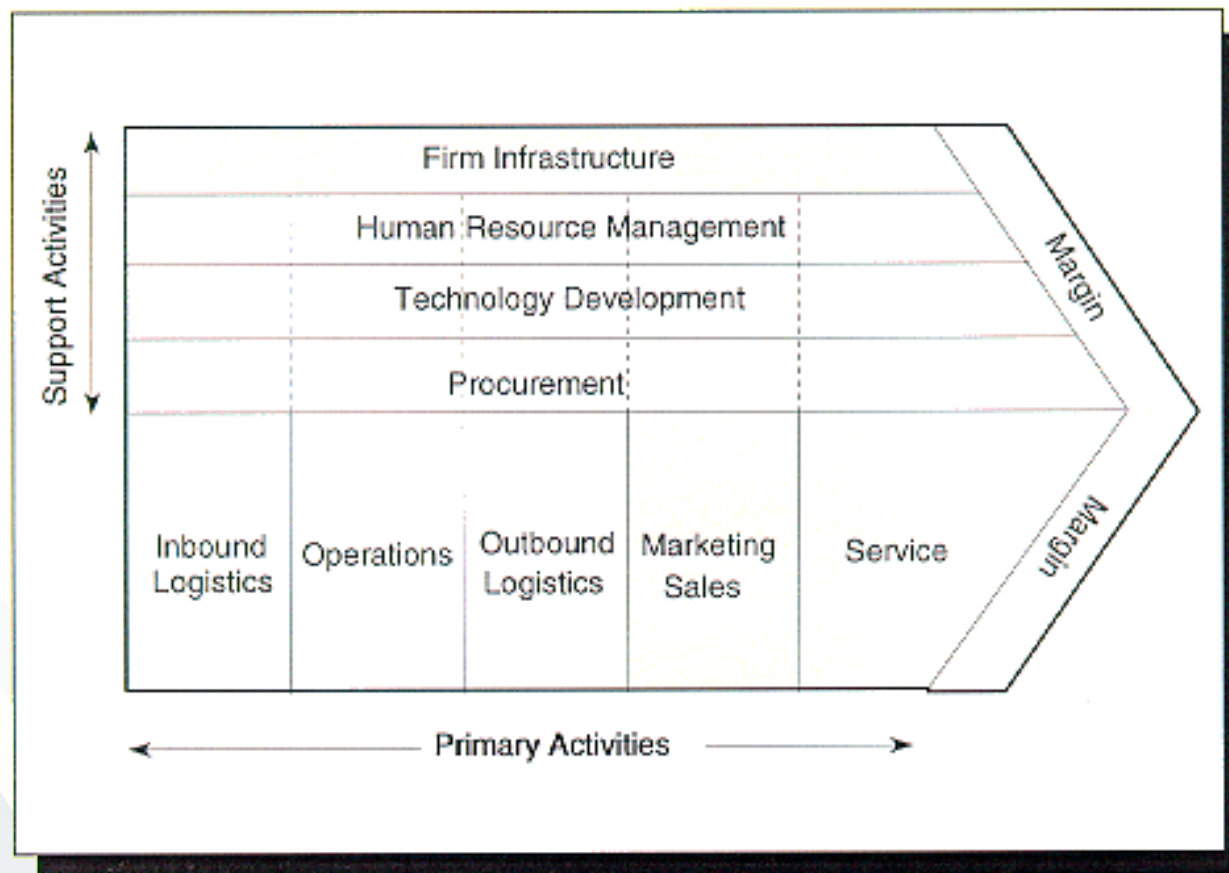 Support Activities
Firm Infrastructure
Human Resource Management
Technology Development
Procurement
Margin
Inbound
Logistics
Operations
Outbound
Logistics
Marketing
Sales
Service
Margin
Primary Activities